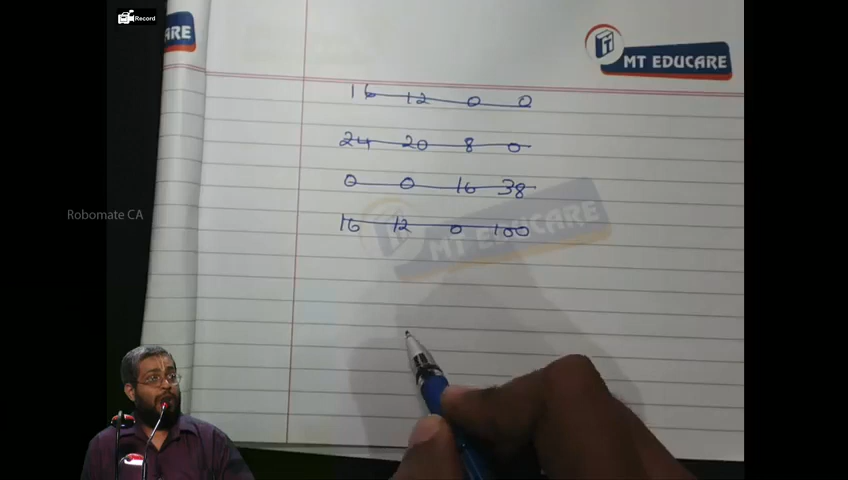 Record
ARE
MT EDUCARE
16 12 0 0
24 20 8 0
0 0 16 38
16 12 0 100
MT EDUCARE
Robomate CA